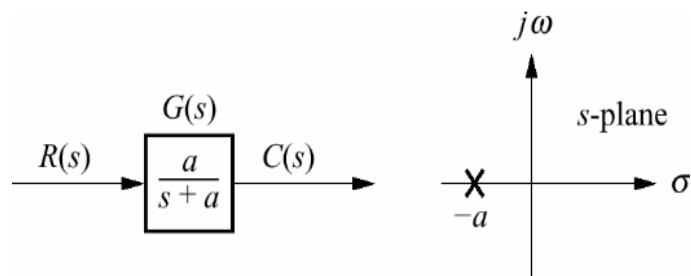 G(s)
R(s)
a
s + a
C(s)
jω
s-plane
σ
−a